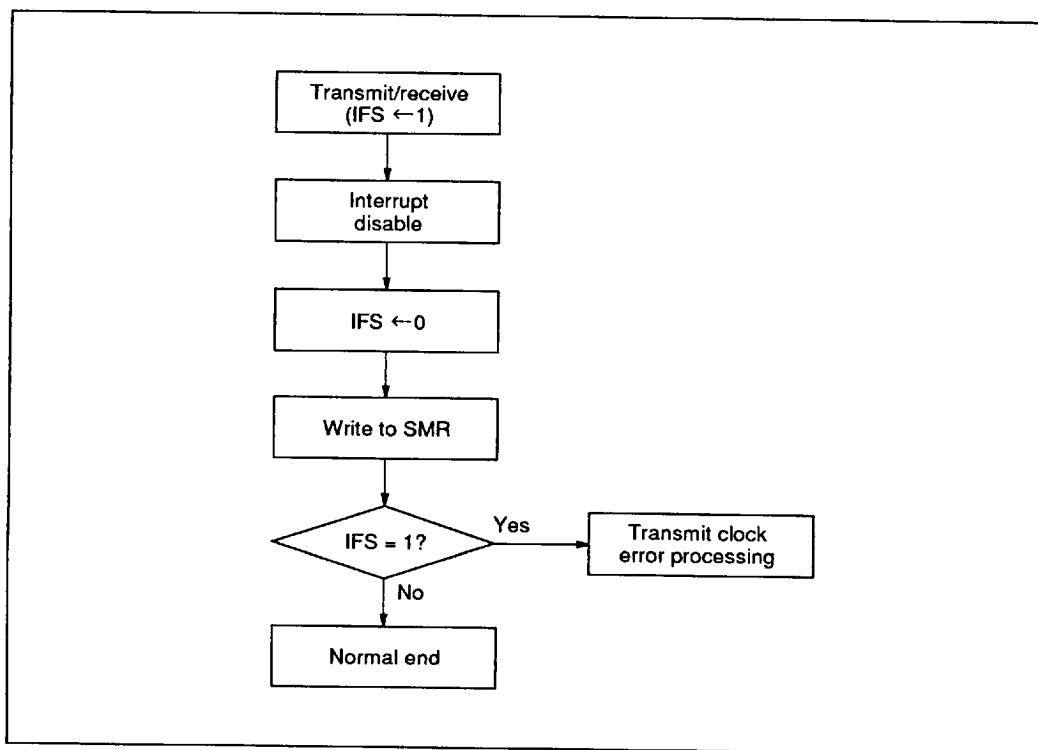 Transmit/receive
(IFS ←1)
Interrupt
disable
IFS ←0
Write to SMR
IFS = 1?
Yes
Transmit clock
error processing
No
Normal end